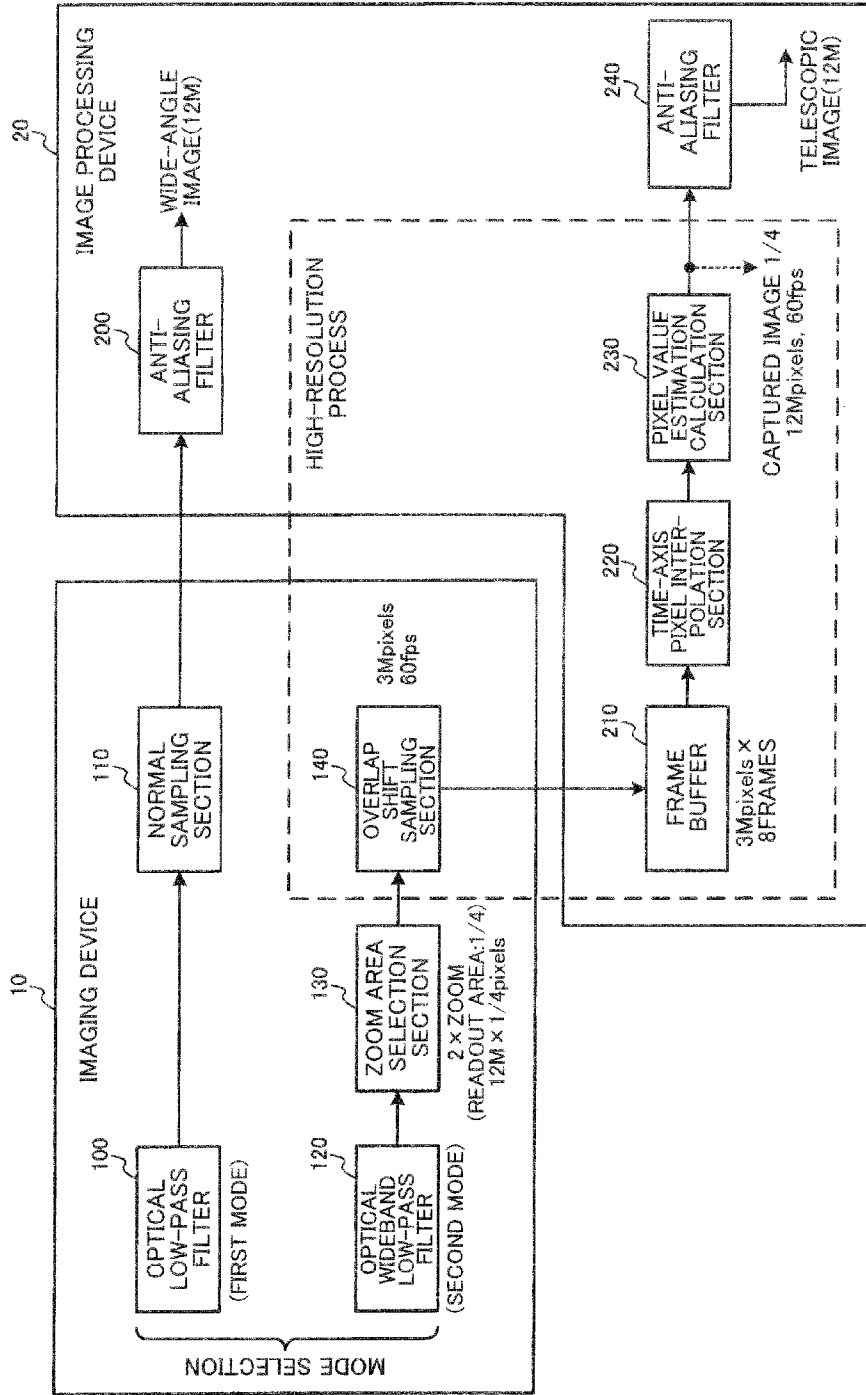 10
IMAGING DEVICE
MODE SELECTION
100
OPTICAL
LOW-PASS
FILTER
(FIRST MODE)
110
NORMAL
SAMPLING
SECTION
120
OPTICAL
WIDEBAND
LOW-PASS
FILTER
(SECOND MODE)
130
ZOOM AREA
SELECTION
SECTION
2 × ZOOM
(READOUT AREA:1/4)
12M × 1/4pixels
140
OVERLAP
SHIFT
SAMPLING
SECTION
3Mpixels
60fps
20
IMAGE PROCESSING
DEVICE
200
ANTI-
ALIASING
FILTER
WIDE-ANGLE
IMAGE(12M)
HIGH-RESOLUTION
PROCESS
210
FRAME
BUFFER
3Mpixels ×
8FRAMES
220
TIME-AXIS
PIXEL INTER-
POLATION
SECTION
230
PIXEL VALUE
ESTIMATION
CALCULATION
SECTION
CAPTURED IMAGE 1/4
12Mpixels, 60fps
240
ANTI-
ALIASING
FILTER
TELESCOPIC
IMAGE(12M)